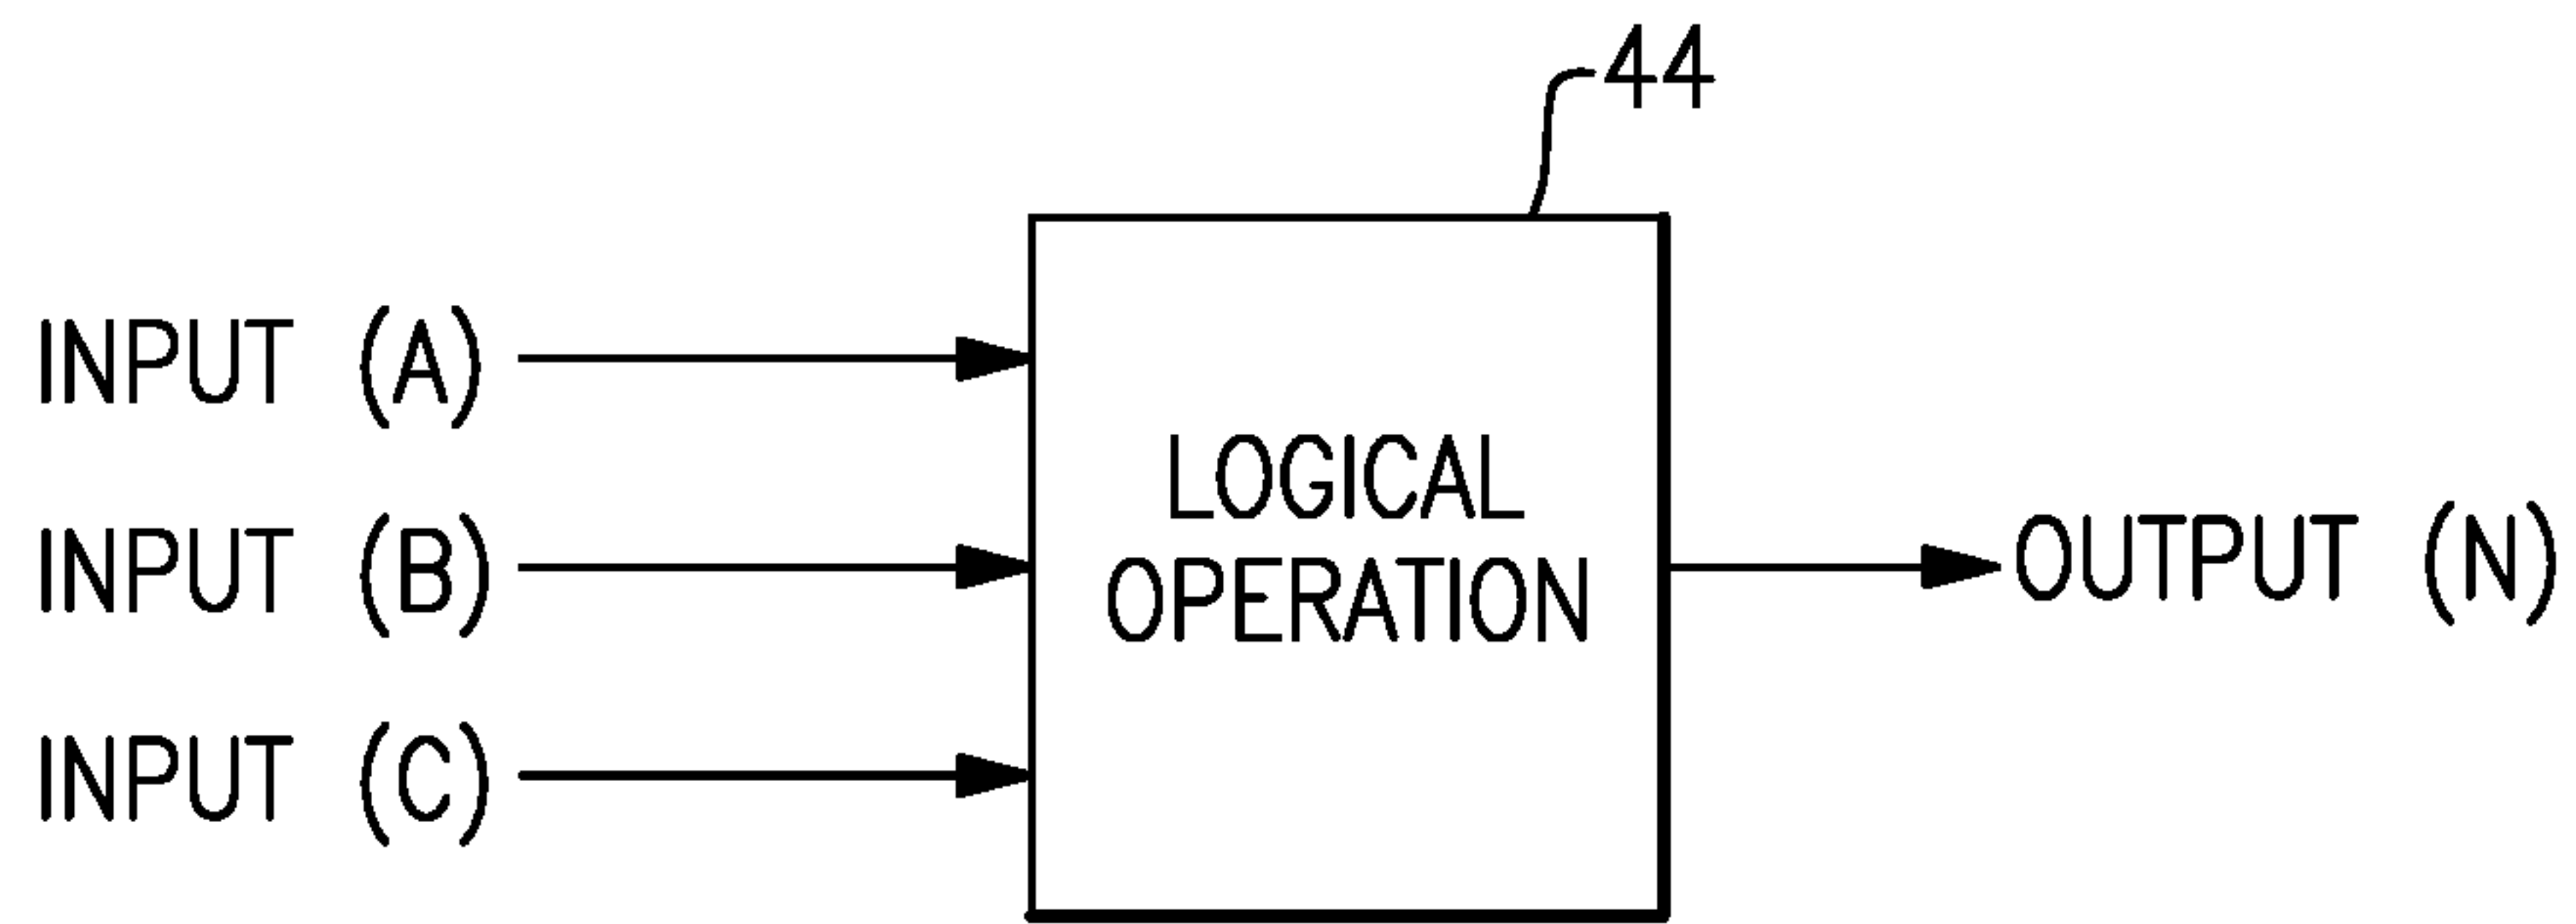 44
INPUT (A)
INPUT (B)
INPUT (C)
LOGICAL
OPERATION
OUTPUT (N)